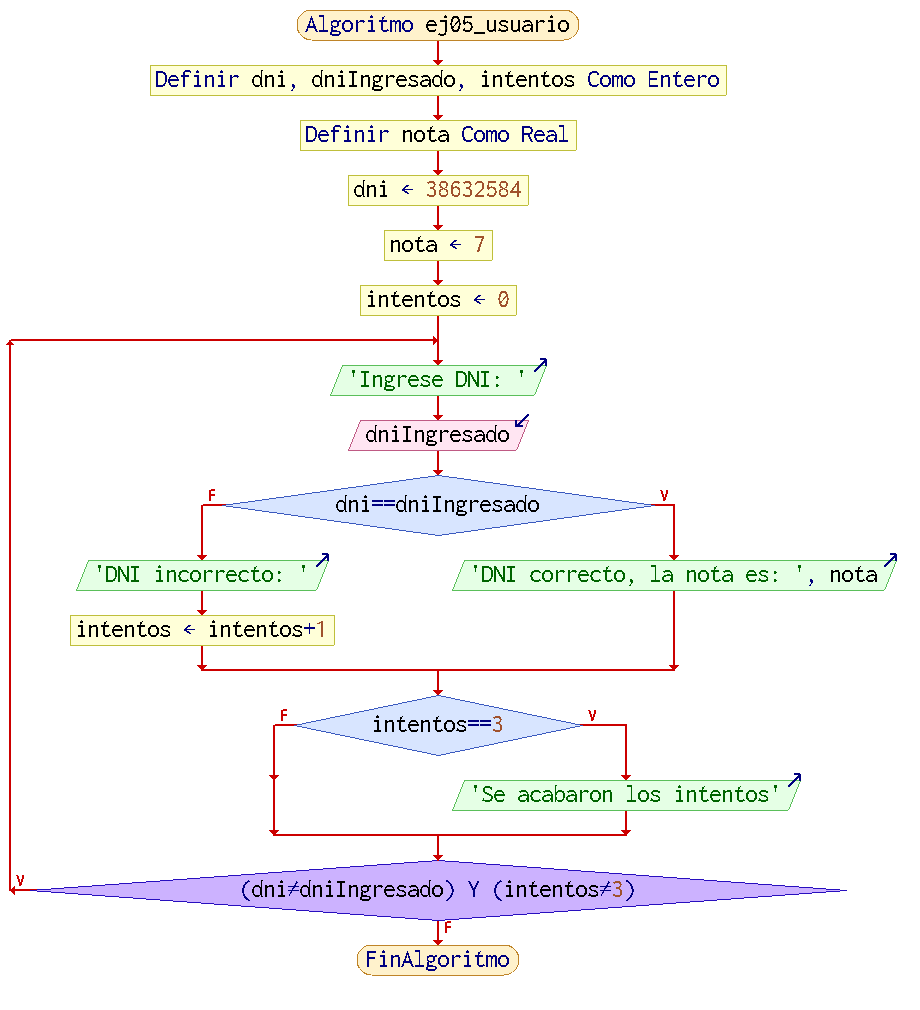 Algoritmo ej05_usuario
Definir dni, dniIngresado, intentos Como Entero
Definir nota Como Real
dni ← 38632584
nota ← 7
intentos ← 0
'Ingrese DNI: '
dniIngresado
dni==dniIngresado
F
V
'DNI incorrecto: '
'DNI correcto, la nota es: ', nota
intentos ← intentos+1
intentos==3
F
V
'Se acabaron los intentos'
(dni≠dniIngresado) Y (intentos≠3)
V
F
FinAlgoritmo